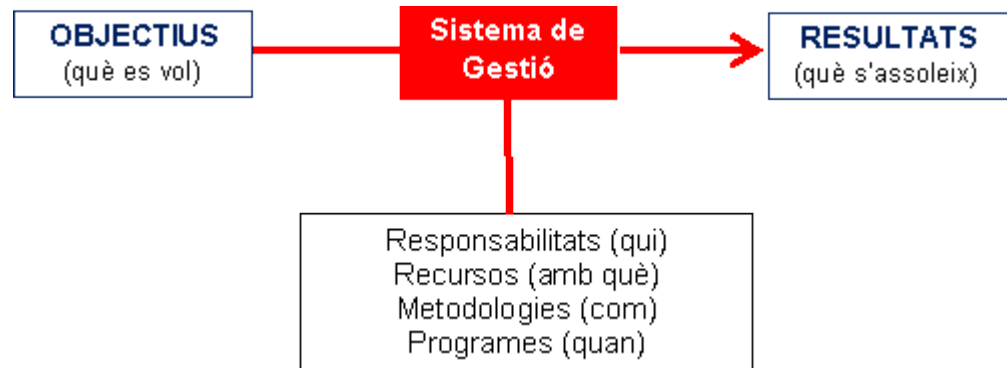 OBJECTIUS
(què es vol)
Sistema de
Gestió
RESULTATS
(què s'assoleix)
Responsabilitats (qui)
Recursos (amb què)
Metodologies (com)
Programes (quan)